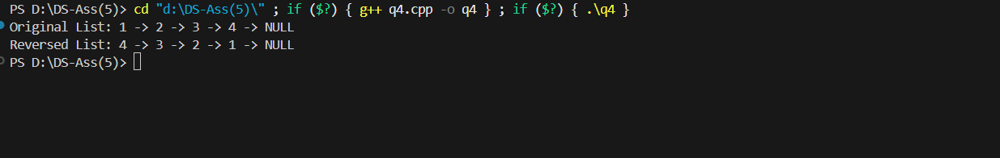 PS D:\DS-Ass(5)> cd "d:\DS-Ass(5)\" ; if ($?) { g++ q4.cpp -o q4 } ; if ($?) { .\q4 }
Original List: 1 -> 2 -> 3 -> 4 -> NULL
Reversed List: 4 -> 3 -> 2 -> 1 -> NULL
PS D:\DS-Ass(5)>